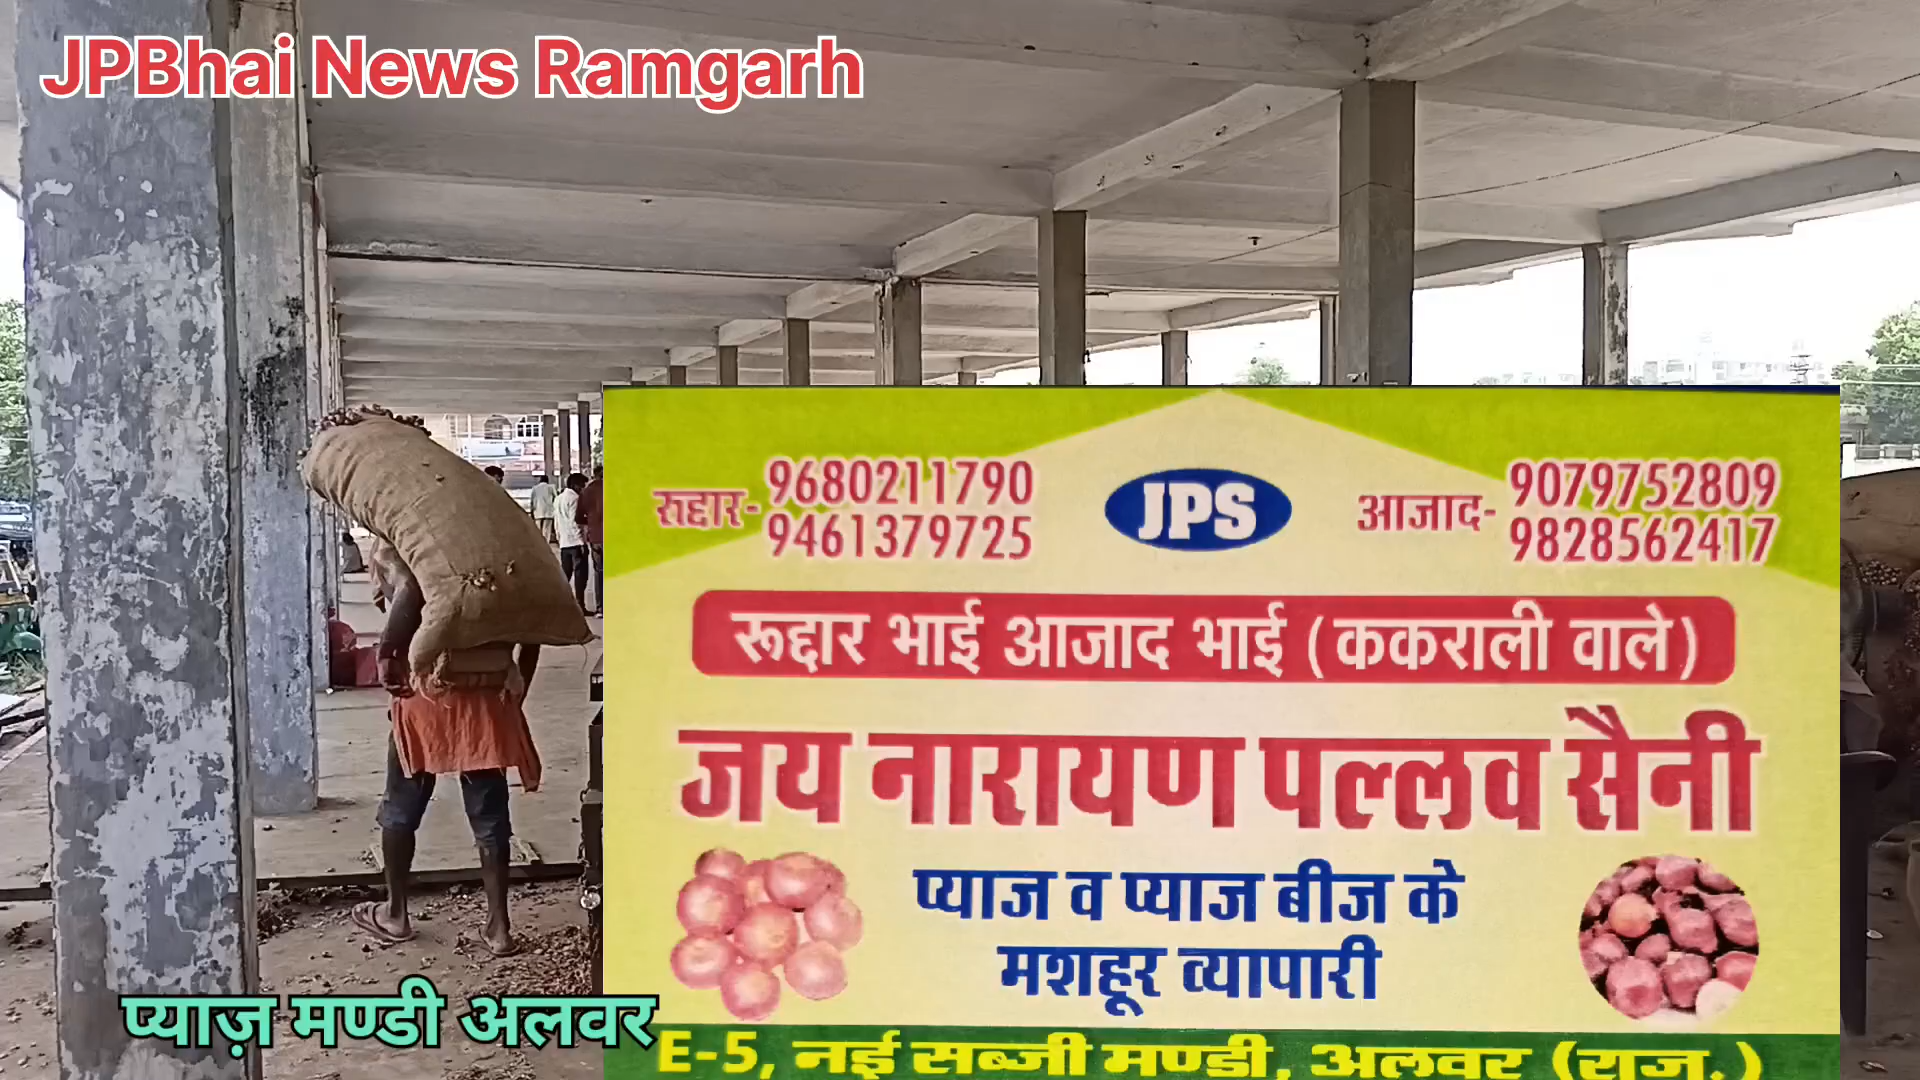 JPBhai News Ramgarh
रुद्दार- 9680211790
9461379725
JPS
आजाद- 9079752809
9828562417
रूद्दार भाई आजाद भाई (ककराली वाले)
जय नारायण पल्लव सैनी
प्याज व प्याज बीज के
मशहूर व्यापारी
E-5, नई सब्जी मण्डी, अलवर (राज.)
प्याज़ मण्डी अलवर